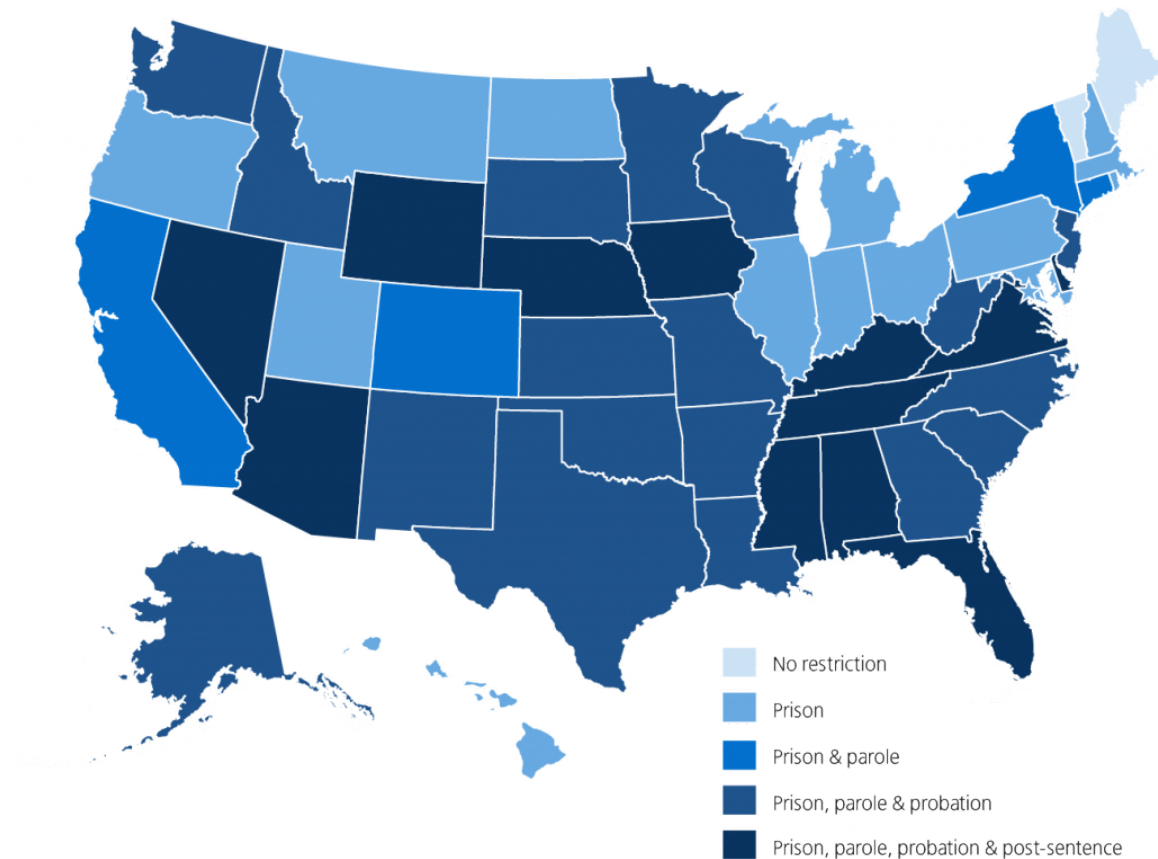 No restriction
Prison
Prison & parole
Prison, parole & probation
Prison, parole, probation & post-sentence